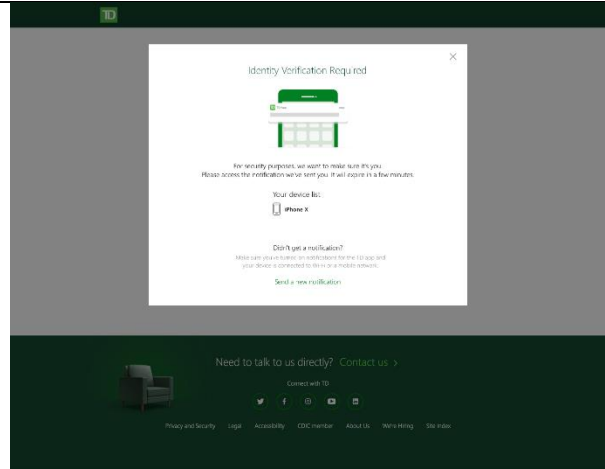 TD
Identity Verification Required
For security purposes, we want to make sure it's you.
Please access the notification we've sent you. It will expire in a few minutes.
Your device list:
iPhone X
Didn't get a notification?
Make sure you've turned on notifications for the TD app and
your device is connected to Wi-Fi or a mobile network.
Send a new notification
Need to talk to us directly? Contact us >
Connect with TD
Privacy and Security Legal Accessibility CDIC member About Us We're Hiring Site Index